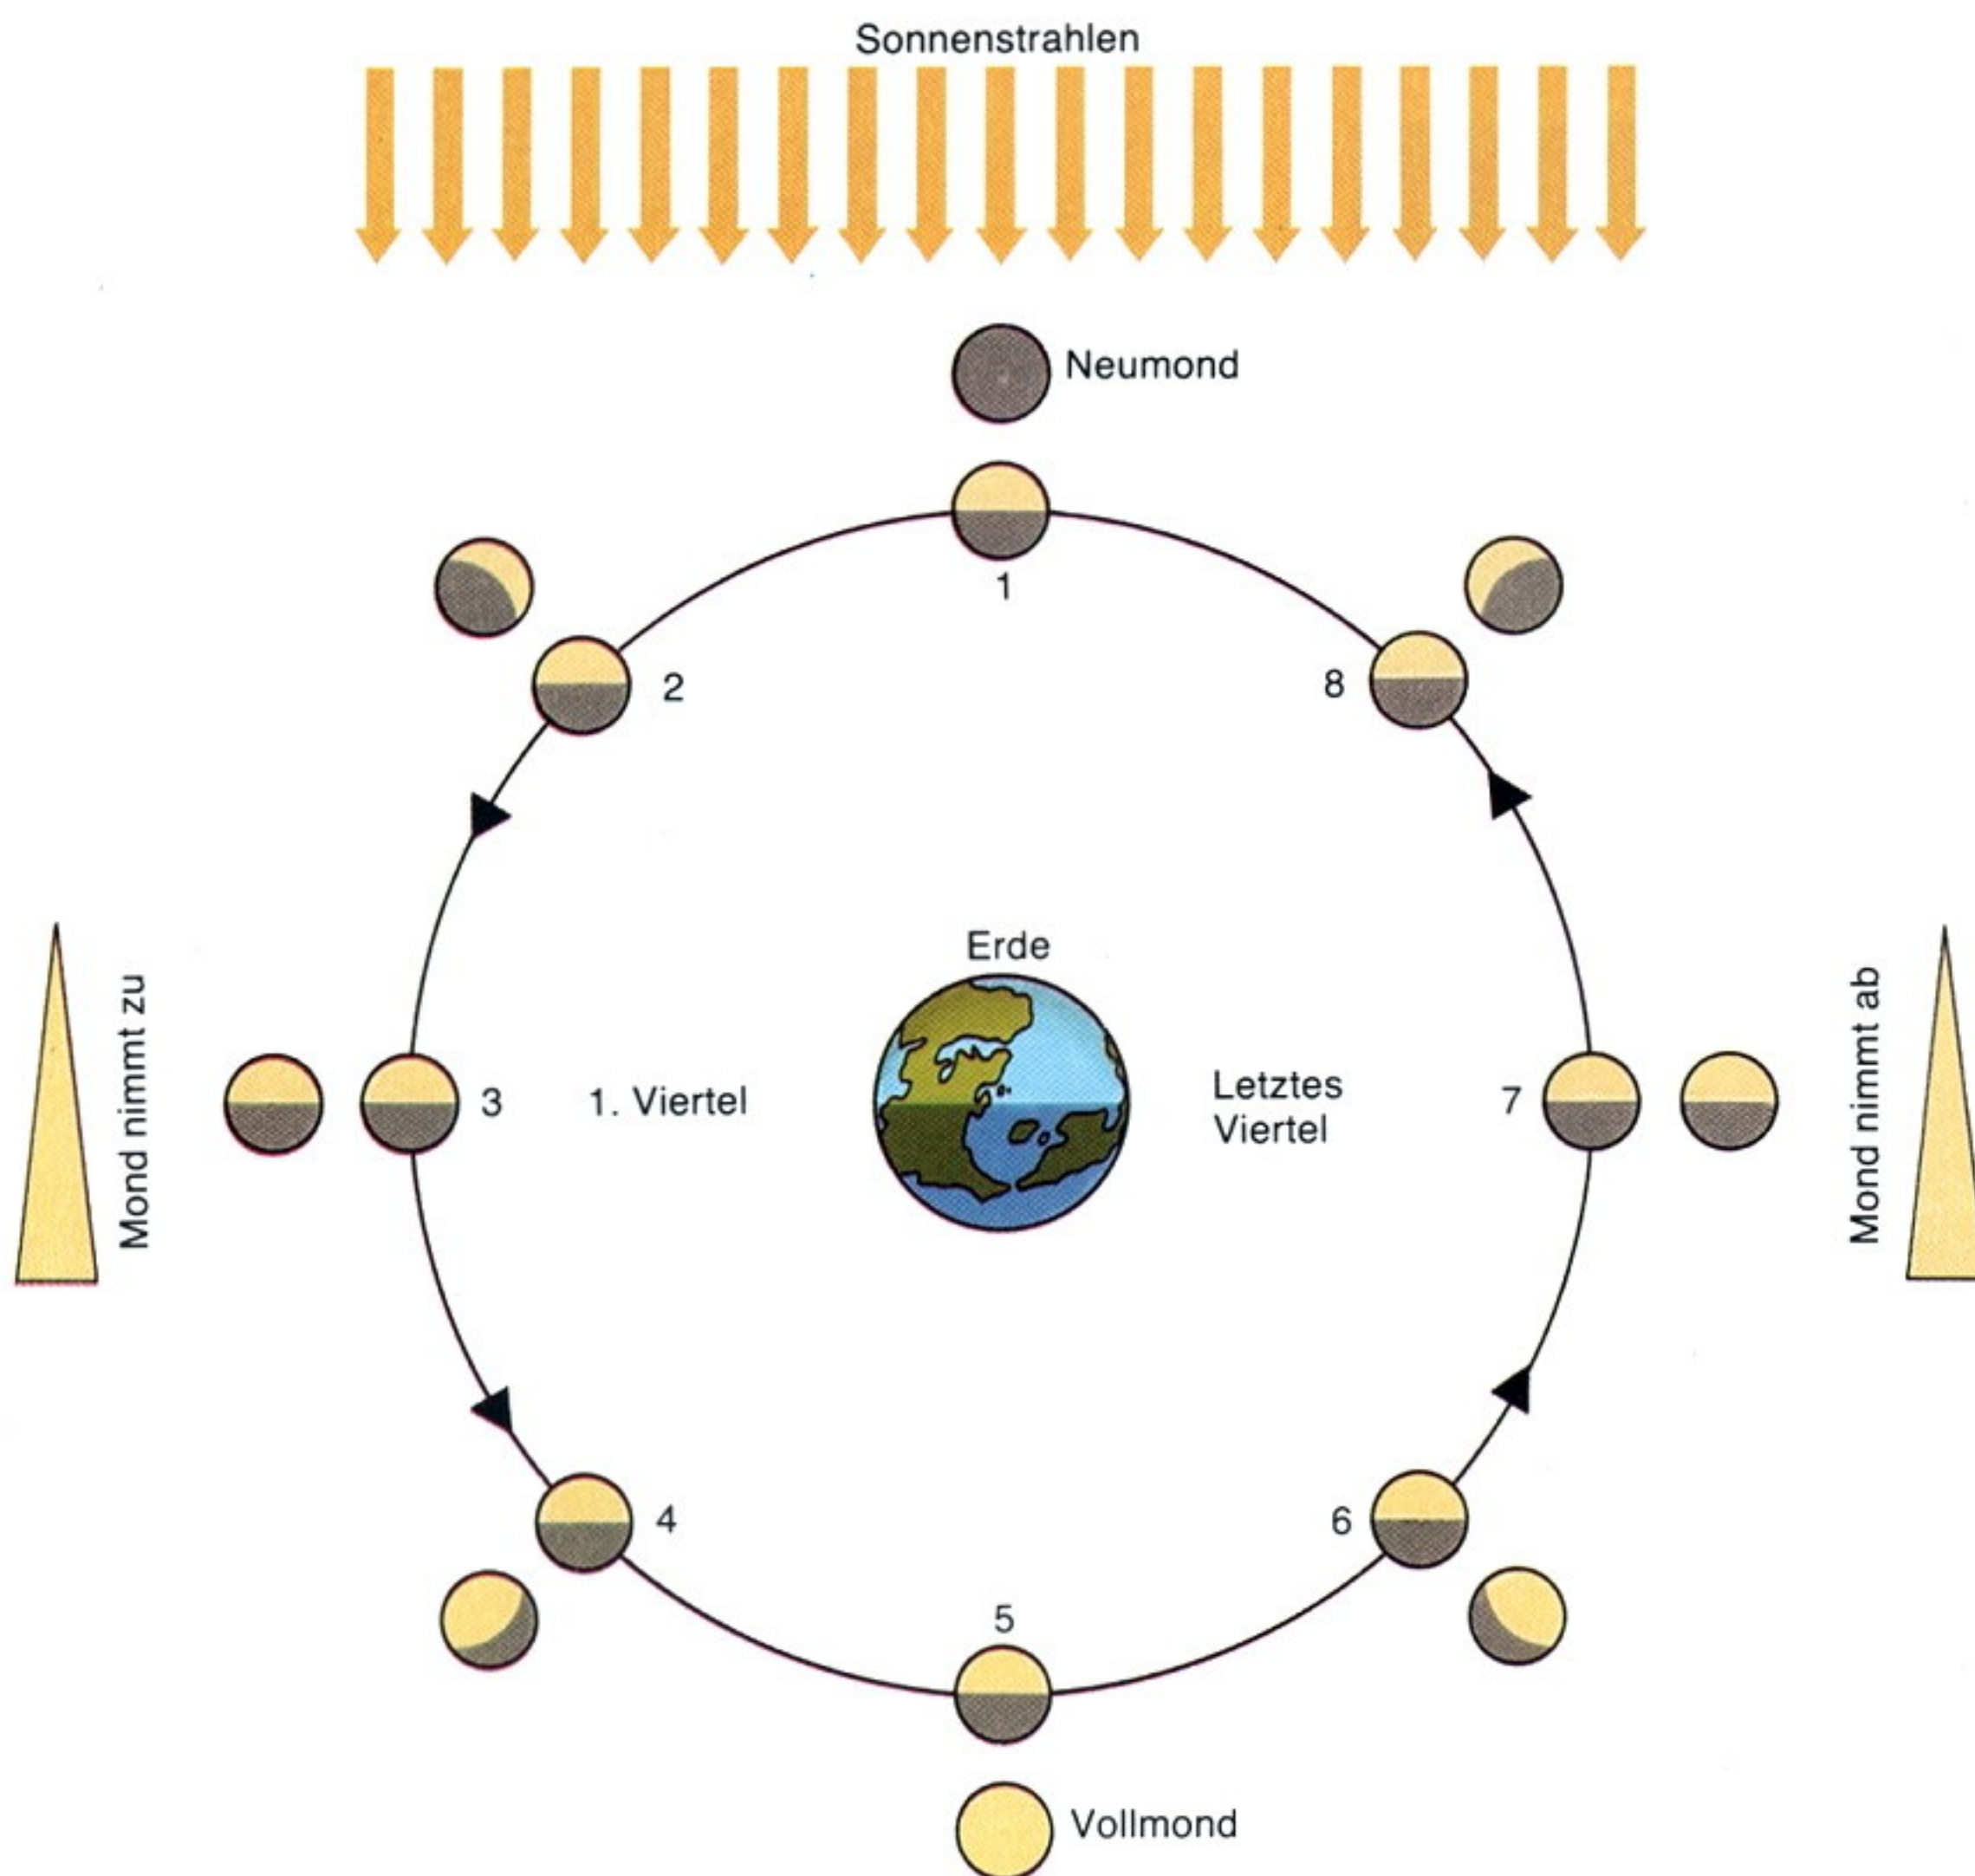 Sonnenstrahlen
Neumond
1
2
8
Erde
Mond nimmt zu
3
1. Viertel
Letztes
Viertel
7
Mond nimmt ab
4
6
5
Vollmond